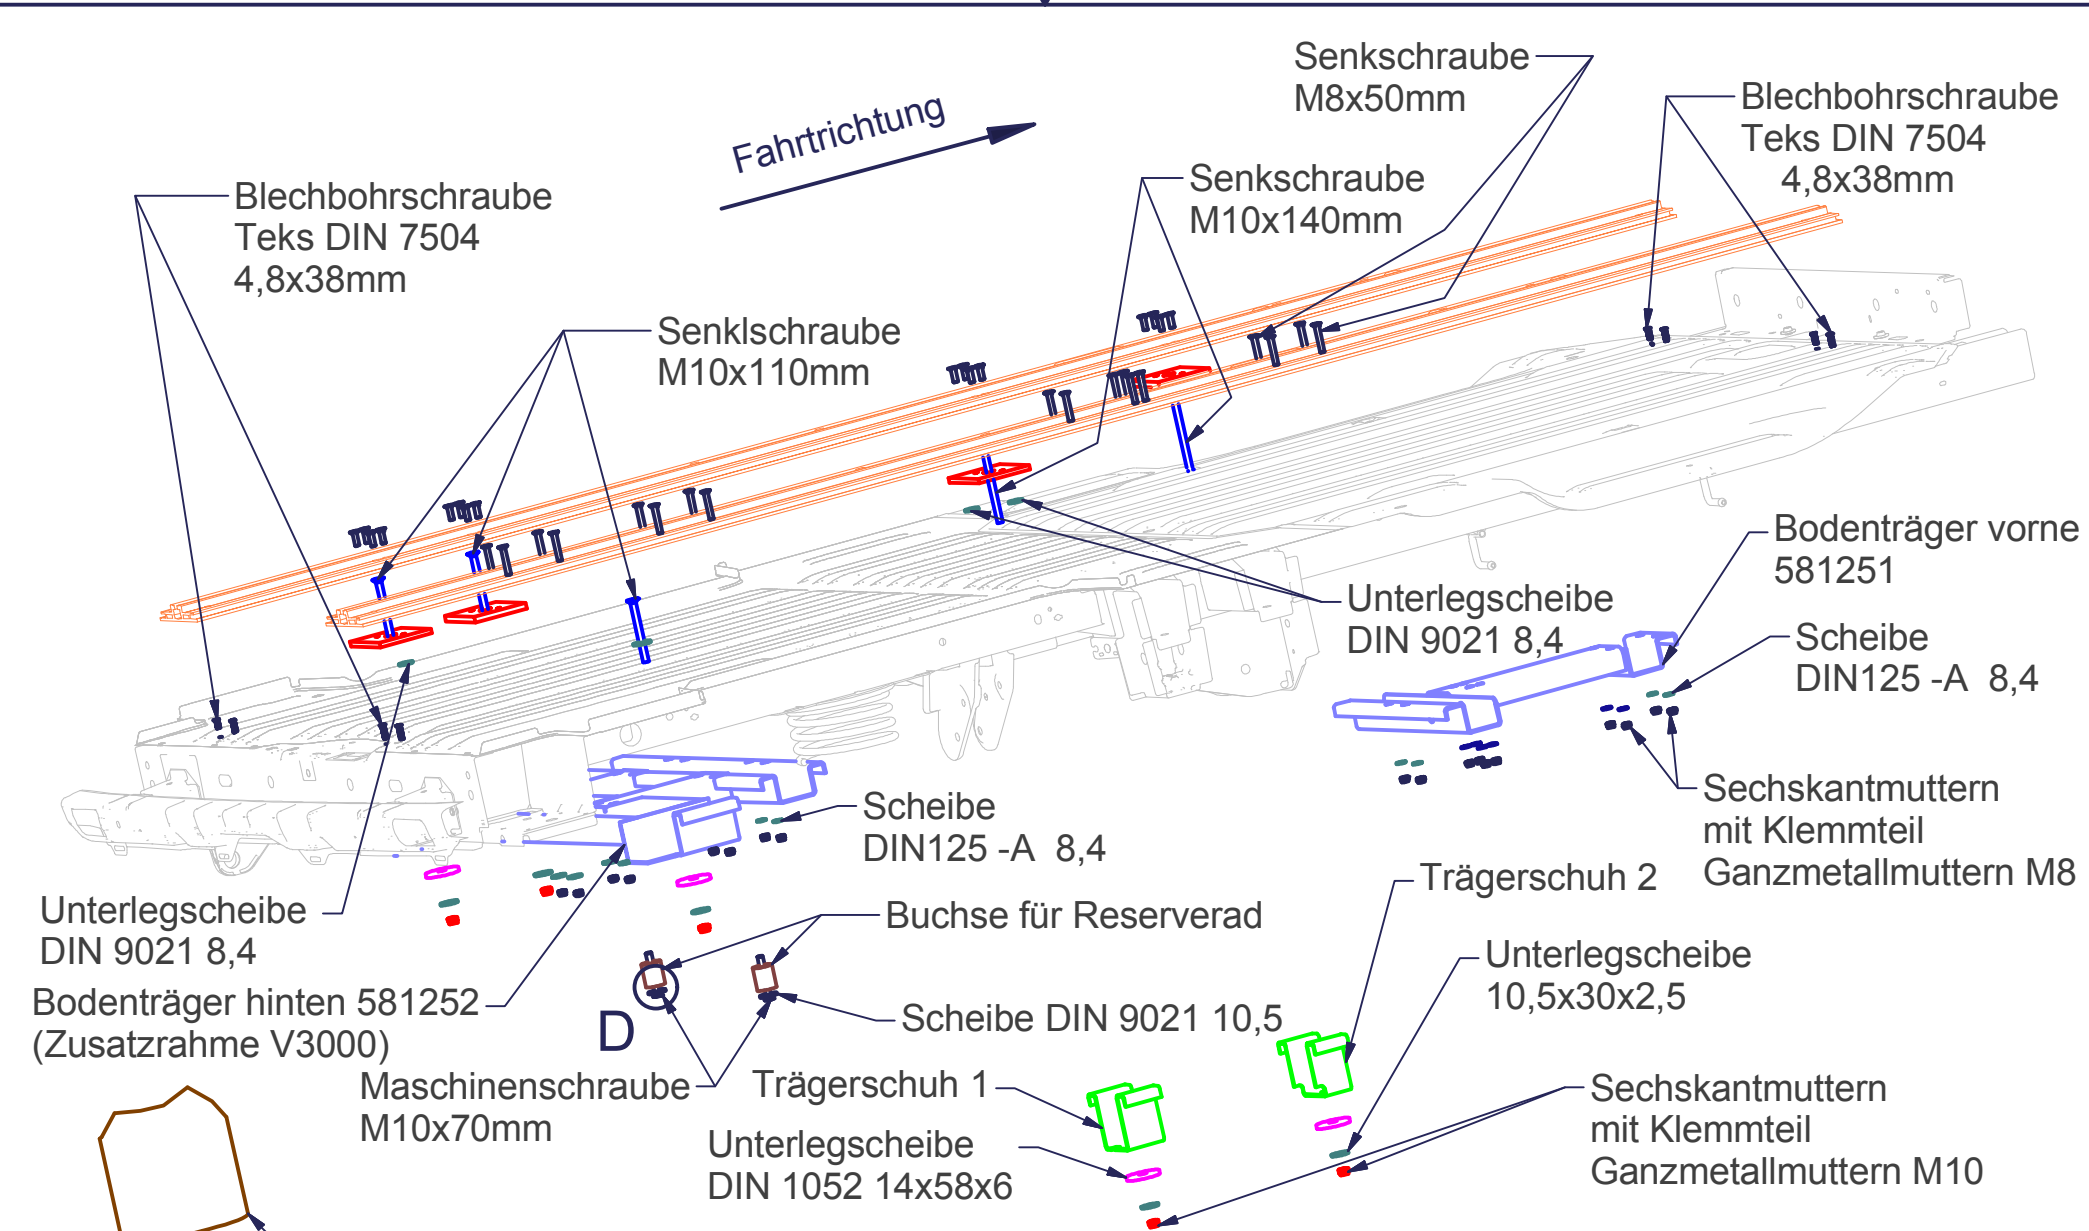 Senkschraube
M8x50mm
Blechbohrschraube
Teks DIN 7504
4,8x38mm
Fahrtrichtung
Senkschraube
M10x140mm
Blechbohrschraube
Teks DIN 7504
4,8x38mm
Senklschraube
M10x110mm
Bodenträger vorne
581251
Unterlegscheibe
DIN 9021 8,4
Scheibe
DIN125 -A 8,4
Sechskantmuttern
mit Klemmteil
Ganzmetallmuttern M8
Scheibe
DIN125 -A 8,4
Trägerschuh 2
Unterlegscheibe
DIN 9021 8,4
Buchse für Reserverad
Unterlegscheibe
10,5x30x2,5
Bodenträger hinten 581252
(Zusatzrahme V3000)
D
Scheibe DIN 9021 10,5
Maschinenschraube
M10x70mm
Trägerschuh 1
Sechskantmuttern
mit Klemmteil
Ganzmetallmuttern M10
Unterlegscheibe
DIN 1052 14x58x6